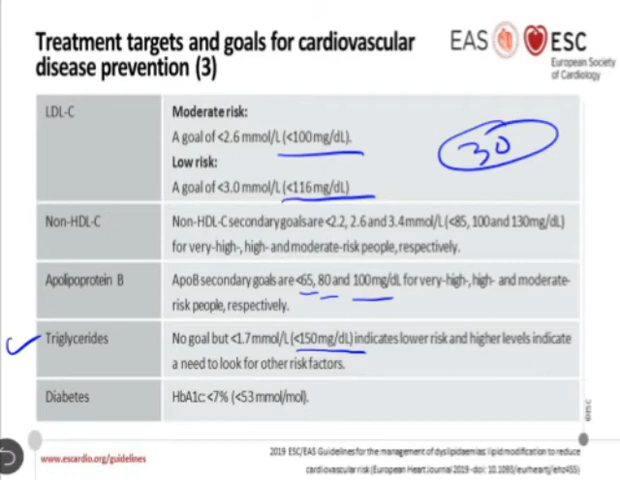 Treatment targets and goals for cardiovascular
disease prevention (3)
EAS
ESC
European Society
of Cardiology
LDL-C
Moderate risk:
A goal of <2.6 mmol/L (<100 mg/dL).
Low risk:
A goal of <3.0 mmol/L (<116 mg/dL)
30
Non-HDL-C
Non-HDL-C secondary goals are <2.2, 2.6 and 3.4 mmol/L (<85, 100 and 130 mg/dL)
for very-high-, high- and moderate-risk people, respectively.
Apolipoprotein B
ApoB secondary goals are <65, 80 and 100 mg/dL for very-high-, high- and moderate-
risk people, respectively.
Triglycerides
No goal but <1.7 mmol/L (<150 mg/dL) indicates lower risk and higher levels indicate
a need to look for other risk factors.
Diabetes
HbA1c: <7% (<53 mmol/mol).
©ESC
www.escardio.org/guidelines
2019 ESC/EAS Guidelines for the management of dyslipidaemias: lipid modification to reduce
cardiovascular risk (European Heart Journal 2019 -doi: 10.1093/eurheartj/ehz455)